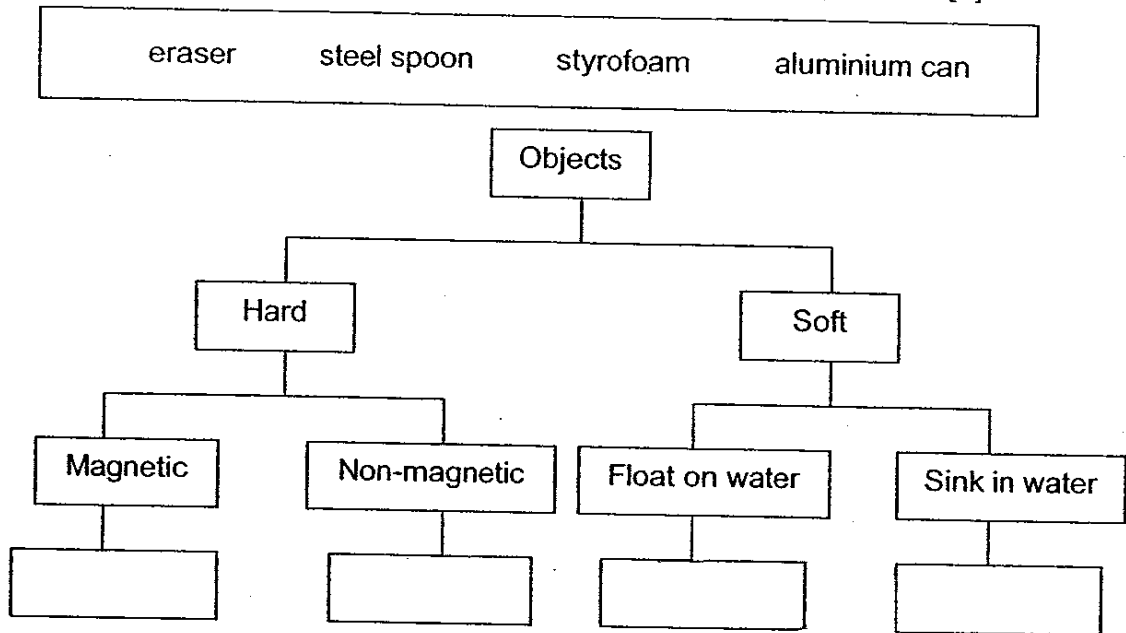 eraser steel spoon styrofoam aluminium can
Objects
Hard Soft
Magnetic Non-magnetic Float on water Sink in water